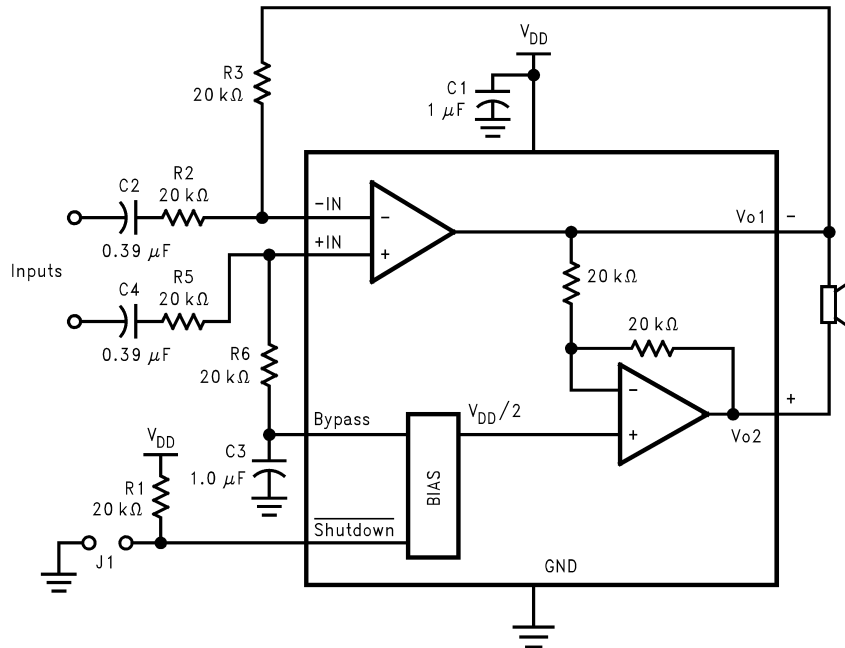 V_DD
R3
20 kΩ
C1
1 µF
C2
R2
20 kΩ
0.39 µF
-IN
+IN
-
+
Vo1
-
Inputs
C4
R5
20 kΩ
0.39 µF
20 kΩ
20 kΩ
R6
20 kΩ
-
+
+
Vo2
Bypass
V_DD/2
V_DD
C3
1.0 µF
R1
20 kΩ
BIAS
Shutdown
J1
GND